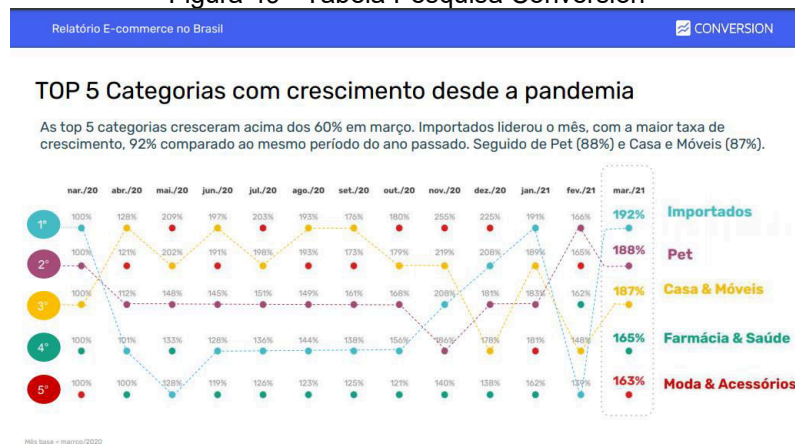 Relatório E-commerce no Brasil
CONVERSION
TOP 5 Categorias com crescimento desde a pandemia
As top 5 categorias cresceram acima dos 60% em março. Importados liderou o mês, com a maior taxa de
crescimento, 92% comparado ao mesmo período do ano passado. Seguido de Pet (88%) e Casa e Móveis (87%).
mar./20 abr./20 mai./20 jun./20 jul./20 ago./20 set./20 out./20 nov./20 dez./20 jan./21 fev./21 mar./21
1° 100% 128% 209% 197% 203% 193% 176% 180% 255% 225% 191% 166% 192% Importados
2° 100% 121% 202% 191% 198% 193% 173% 179% 219% 208% 189% 165% 188% Pet
3° 100% 112% 148% 145% 151% 149% 161% 168% 208% 181% 183% 162% 187% Casa & Móveis
4° 100% 101% 133% 128% 136% 144% 138% 156% 186% 178% 181% 148% 165% Farmácia & Saúde
5° 100% 100% 128% 119% 126% 123% 125% 121% 140% 138% 162% 139% 163% Moda & Acessórios
Mês base = março/2020